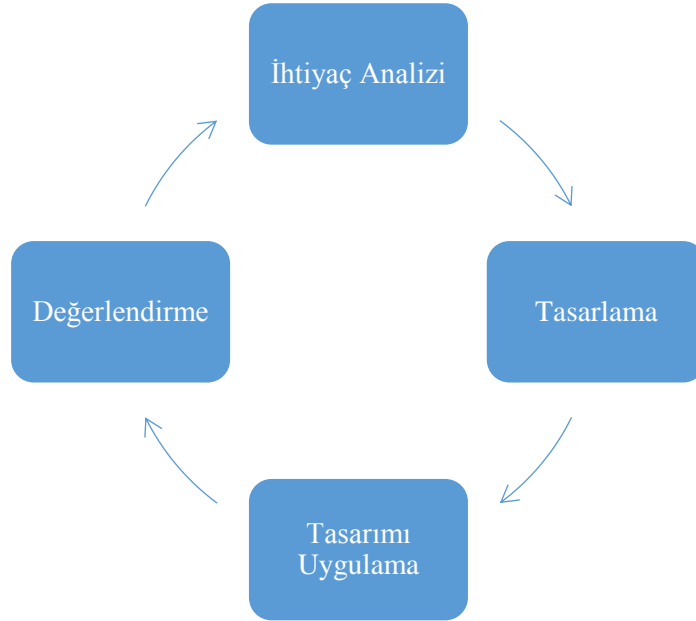 İhtiyaç Analizi
Tasarlama
Tasarımı
Uygulama
Değerlendirme